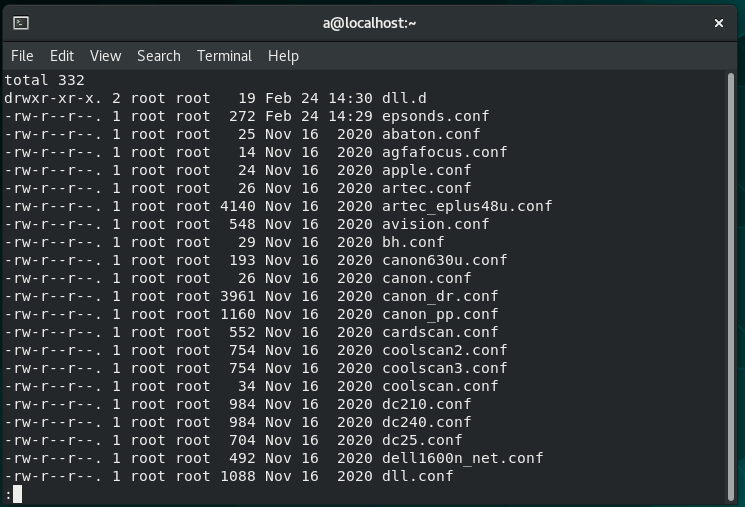 a@localhost:~
File Edit View Search Terminal Help
total 332
drwxr-xr-x. 2 root root   19 Feb 24 14:30 dll.d
-rw-r--r--. 1 root root  272 Feb 24 14:29 epsonds.conf
-rw-r--r--. 1 root root   25 Nov 16  2020 abaton.conf
-rw-r--r--. 1 root root   14 Nov 16  2020 agfafocus.conf
-rw-r--r--. 1 root root   24 Nov 16  2020 apple.conf
-rw-r--r--. 1 root root   26 Nov 16  2020 artec.conf
-rw-r--r--. 1 root root 4140 Nov 16  2020 artec_eplus48u.conf
-rw-r--r--. 1 root root  548 Nov 16  2020 avision.conf
-rw-r--r--. 1 root root   29 Nov 16  2020 bh.conf
-rw-r--r--. 1 root root  193 Nov 16  2020 canon630u.conf
-rw-r--r--. 1 root root   26 Nov 16  2020 canon.conf
-rw-r--r--. 1 root root 3961 Nov 16  2020 canon_dr.conf
-rw-r--r--. 1 root root 1160 Nov 16  2020 canon_pp.conf
-rw-r--r--. 1 root root  552 Nov 16  2020 cardscan.conf
-rw-r--r--. 1 root root  754 Nov 16  2020 coolscan2.conf
-rw-r--r--. 1 root root  754 Nov 16  2020 coolscan3.conf
-rw-r--r--. 1 root root   34 Nov 16  2020 coolscan.conf
-rw-r--r--. 1 root root  984 Nov 16  2020 dc210.conf
-rw-r--r--. 1 root root  984 Nov 16  2020 dc240.conf
-rw-r--r--. 1 root root  704 Nov 16  2020 dc25.conf
-rw-r--r--. 1 root root  492 Nov 16  2020 dell1600n_net.conf
-rw-r--r--. 1 root root 1088 Nov 16  2020 dll.conf
: